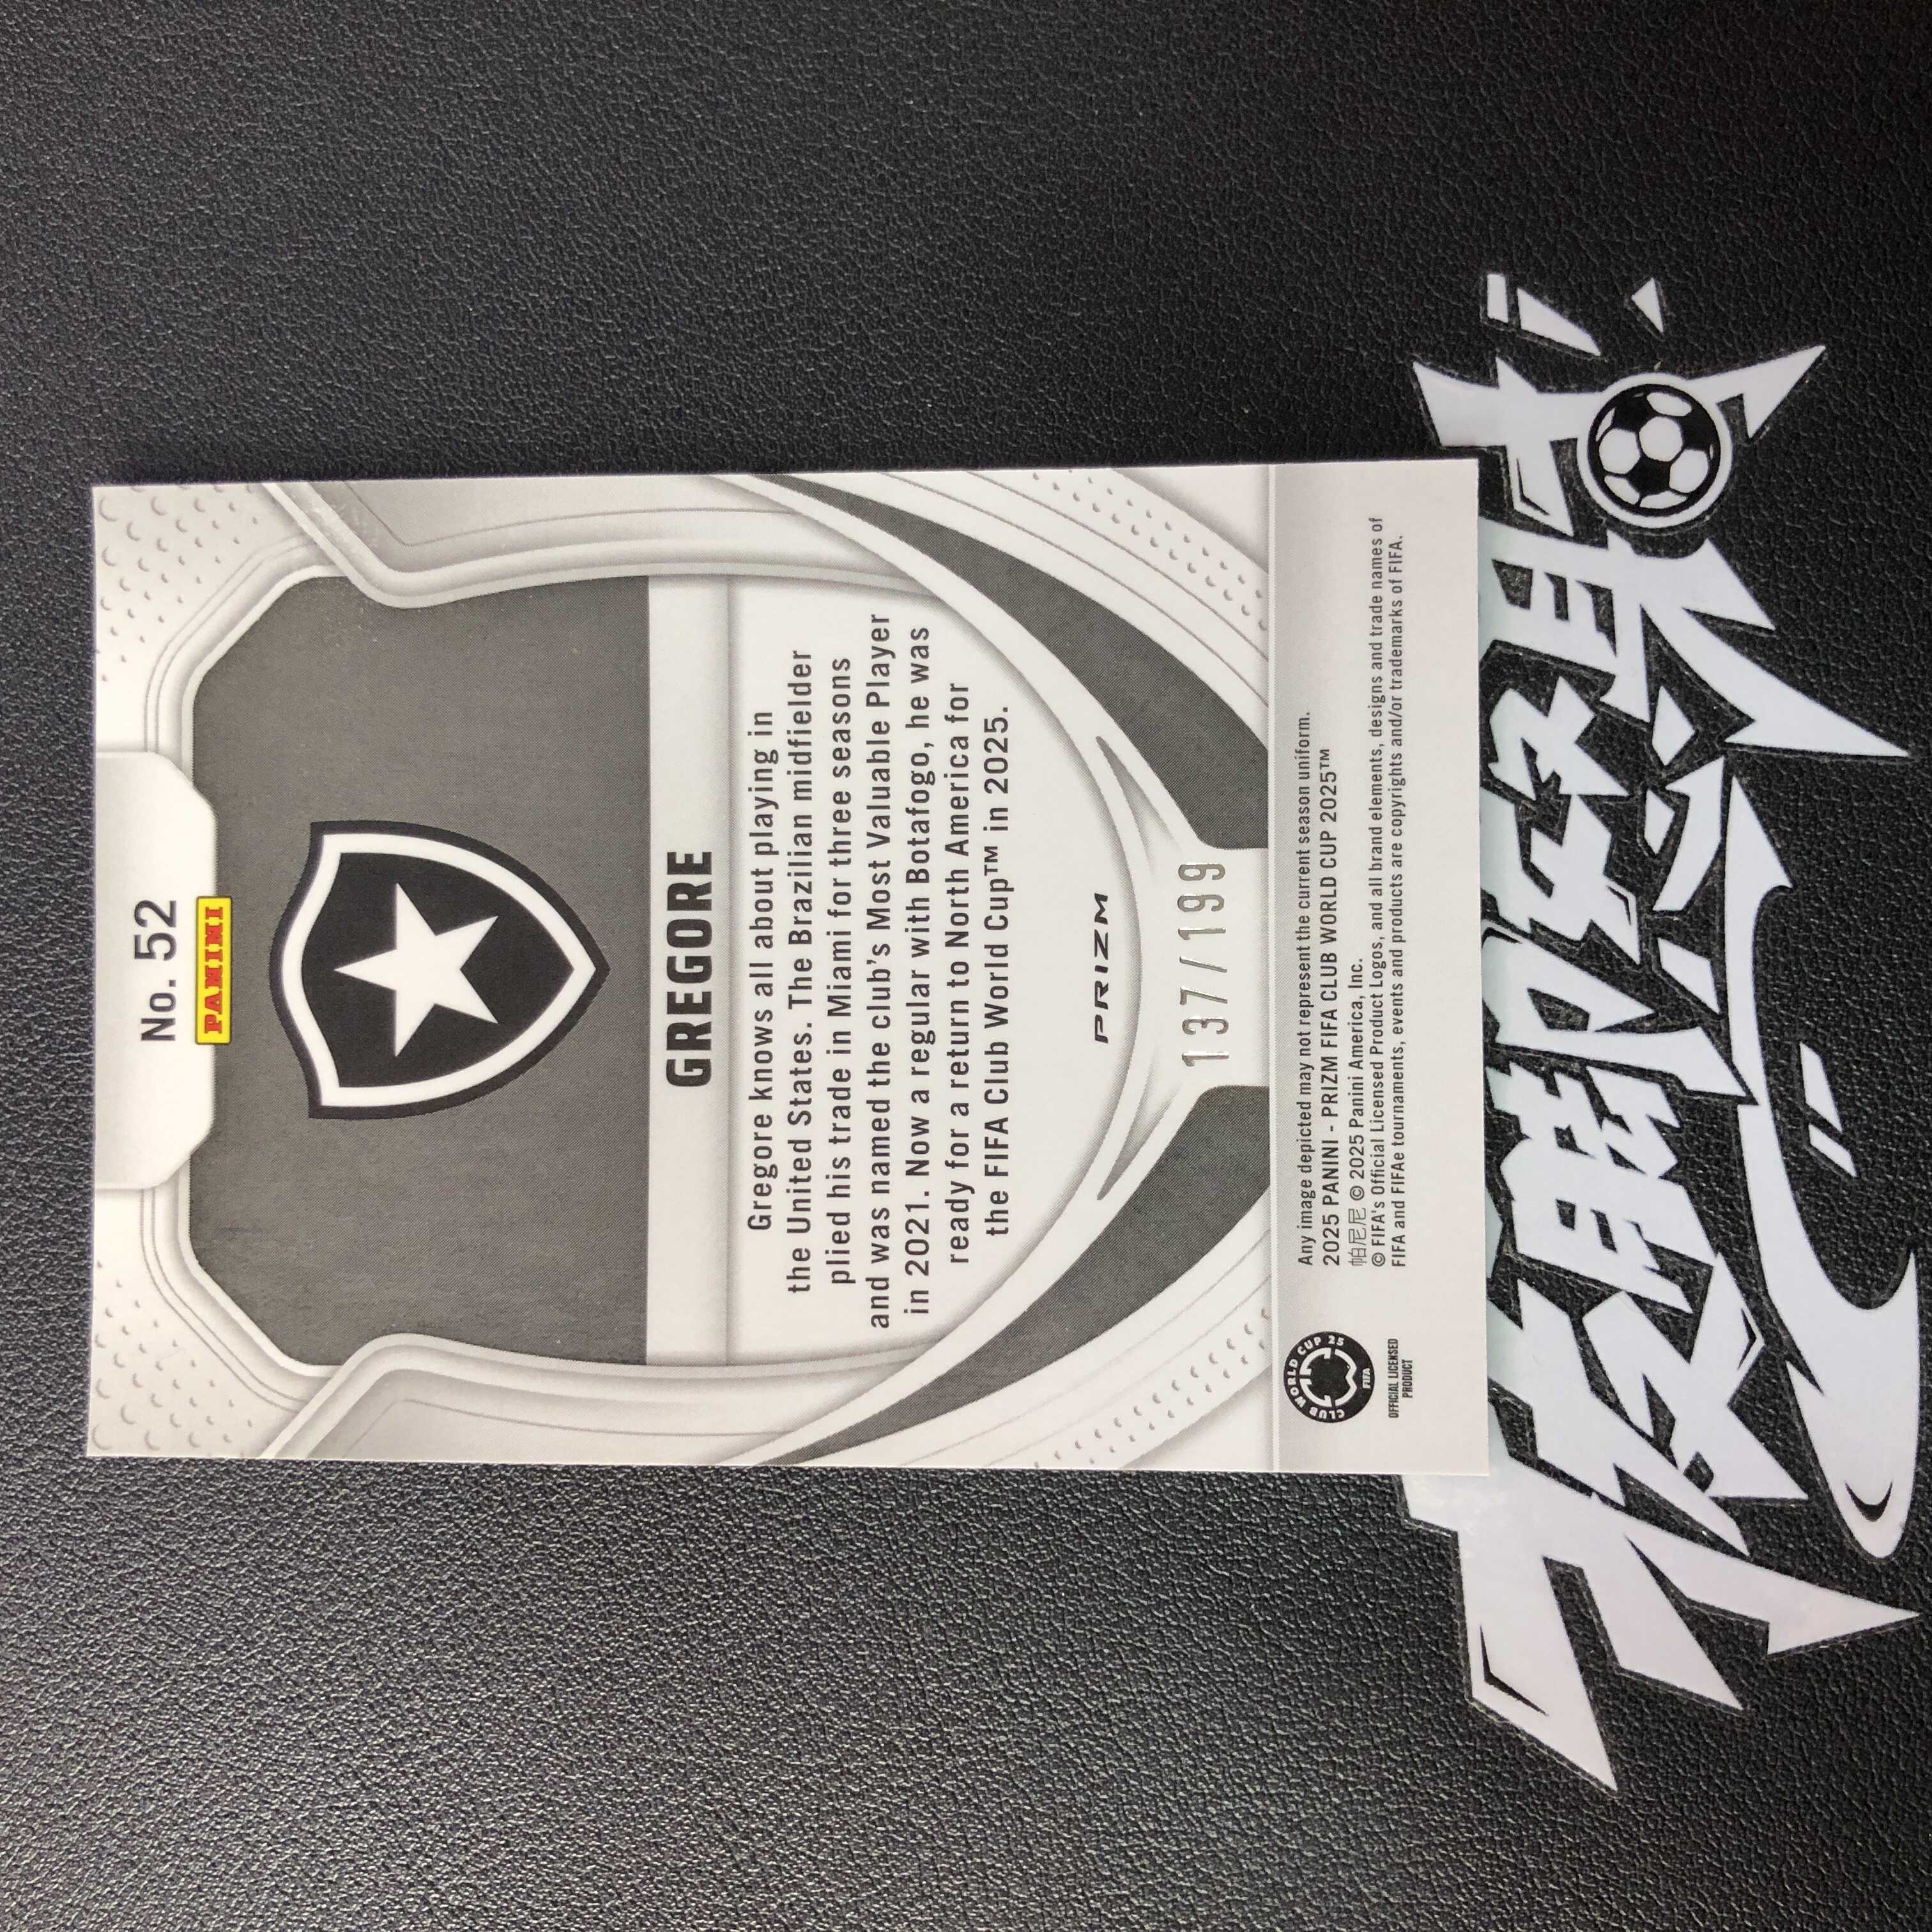 No. 52
PANINI
GREGORE
Gregore knows all about playing in
the United States. The Brazilian midfielder
plied his trade in Miami for three seasons
and was named the club's Most Valuable Player
in 2021. Now a regular with Botafogo, he was
ready for a return to North America for
the FIFA Club World Cup™ in 2025.
PRIZM
137/199
Any image depicted may not represent the current season uniform.
2025 PANINI - PRIZM FIFA CLUB WORLD CUP 2025™
帕尼尼 © 2025 Panini America, Inc.
© FIFA's Official Licensed Product Logos, and all brand elements, designs and trade names of
FIFA and FIFAe tournaments, events and products are copyrights and/or trademarks of FIFA.
CLUB WORLD CUP 25
FIFA
OFFICIAL LICENSED
PRODUCT